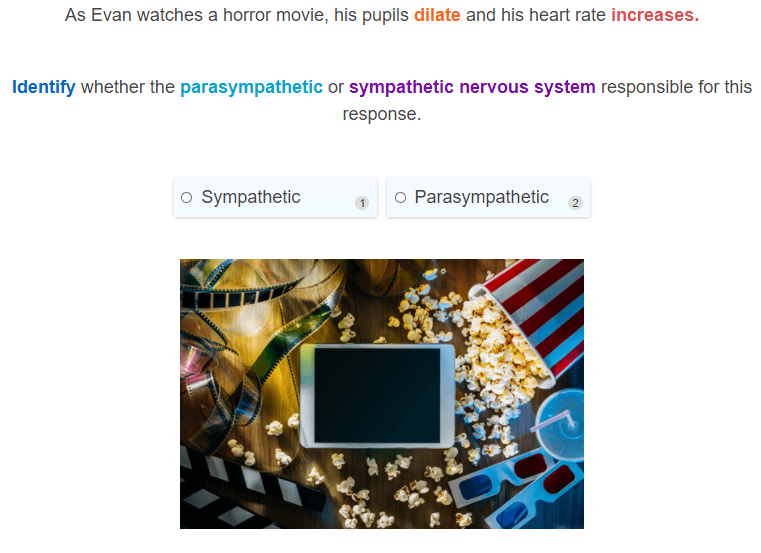 As Evan watches a horror movie, his pupils dilate and his heart rate increases.
Identify whether the parasympathetic or sympathetic nervous system responsible for this
response.
Sympathetic 1
Parasympathetic 2